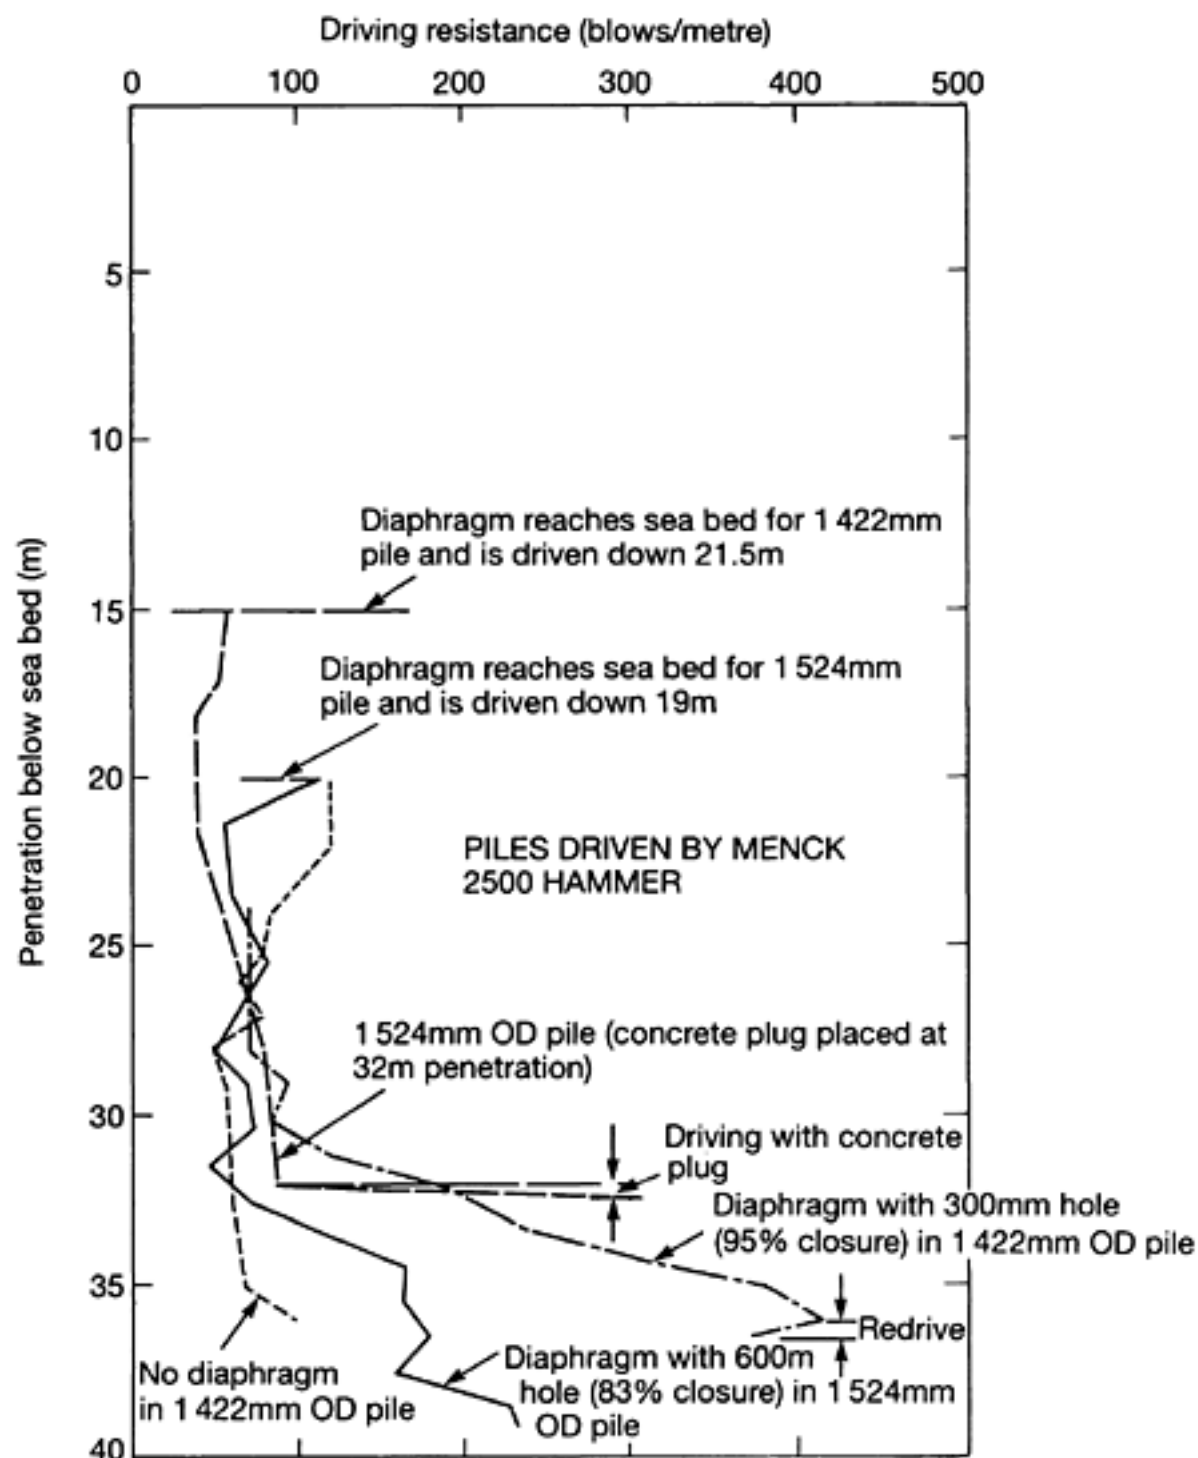 Driving resistance (blows/metre)
0 100 200 300 400 500
5
10
Diaphragm reaches sea bed for 1 422mm
pile and is driven down 21.5m
15
Diaphragm reaches sea bed for 1 524mm
pile and is driven down 19m
20
PILES DRIVEN BY MENCK
2500 HAMMER
Penetration below sea bed (m)
25
1 524mm OD pile (concrete plug placed at
32m penetration)
30
Driving with concrete
plug
Diaphragm with 300mm hole
(95% closure) in 1 422mm OD pile
35
Redrive
No diaphragm
in 1 422mm OD pile
Diaphragm with 600m
hole (83% closure) in 1 524mm
OD pile
40